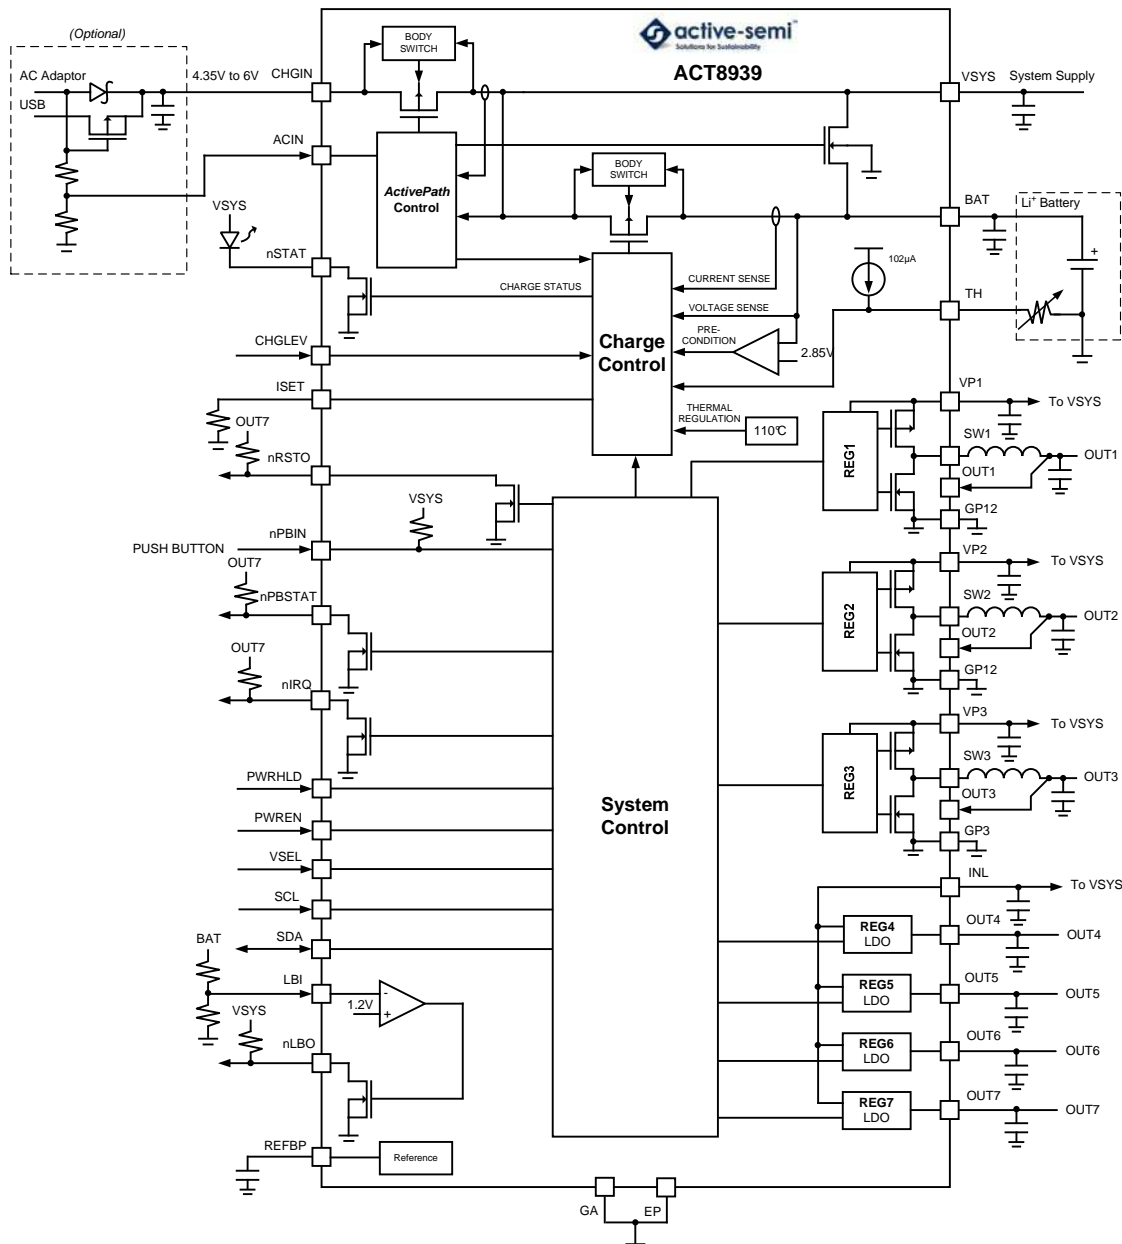 (Optional)
AC Adaptor
USB
4.35V to 6V
CHGIN
ACIN
VSYS
nSTAT
CHGLEV
ISET
OUT7
nRSTO
nPBIN
PUSH BUTTON
OUT7
nPBSTAT
OUT7
nIRQ
PWRHLD
PWREN
VSEL
SCL
SDA
BAT
LBI
VSYS
nLBO
REFBP
BODY
SWITCH
active-semi™
Solutions for Sustainability
ACT8939
ActivePath
Control
BODY
SWITCH
CHARGE STATUS
CURRENT SENSE
VOLTAGE SENSE
PRE-
CONDITION
2.85V
Charge
Control
THERMAL
REGULATION
110°C
102µA
VSYS
System
Control
1.2V
-
+
Reference
GA
EP
VSYS
System Supply
BAT
Li+ Battery
+
TH
VP1
To VSYS
REG1
SW1
OUT1
OUT1
GP12
VP2
To VSYS
REG2
SW2
OUT2
OUT2
GP12
VP3
To VSYS
REG3
SW3
OUT3
OUT3
GP3
INL
To VSYS
REG4
LDO
OUT4
OUT4
REG5
LDO
OUT5
OUT5
REG6
LDO
OUT6
OUT6
REG7
LDO
OUT7
OUT7